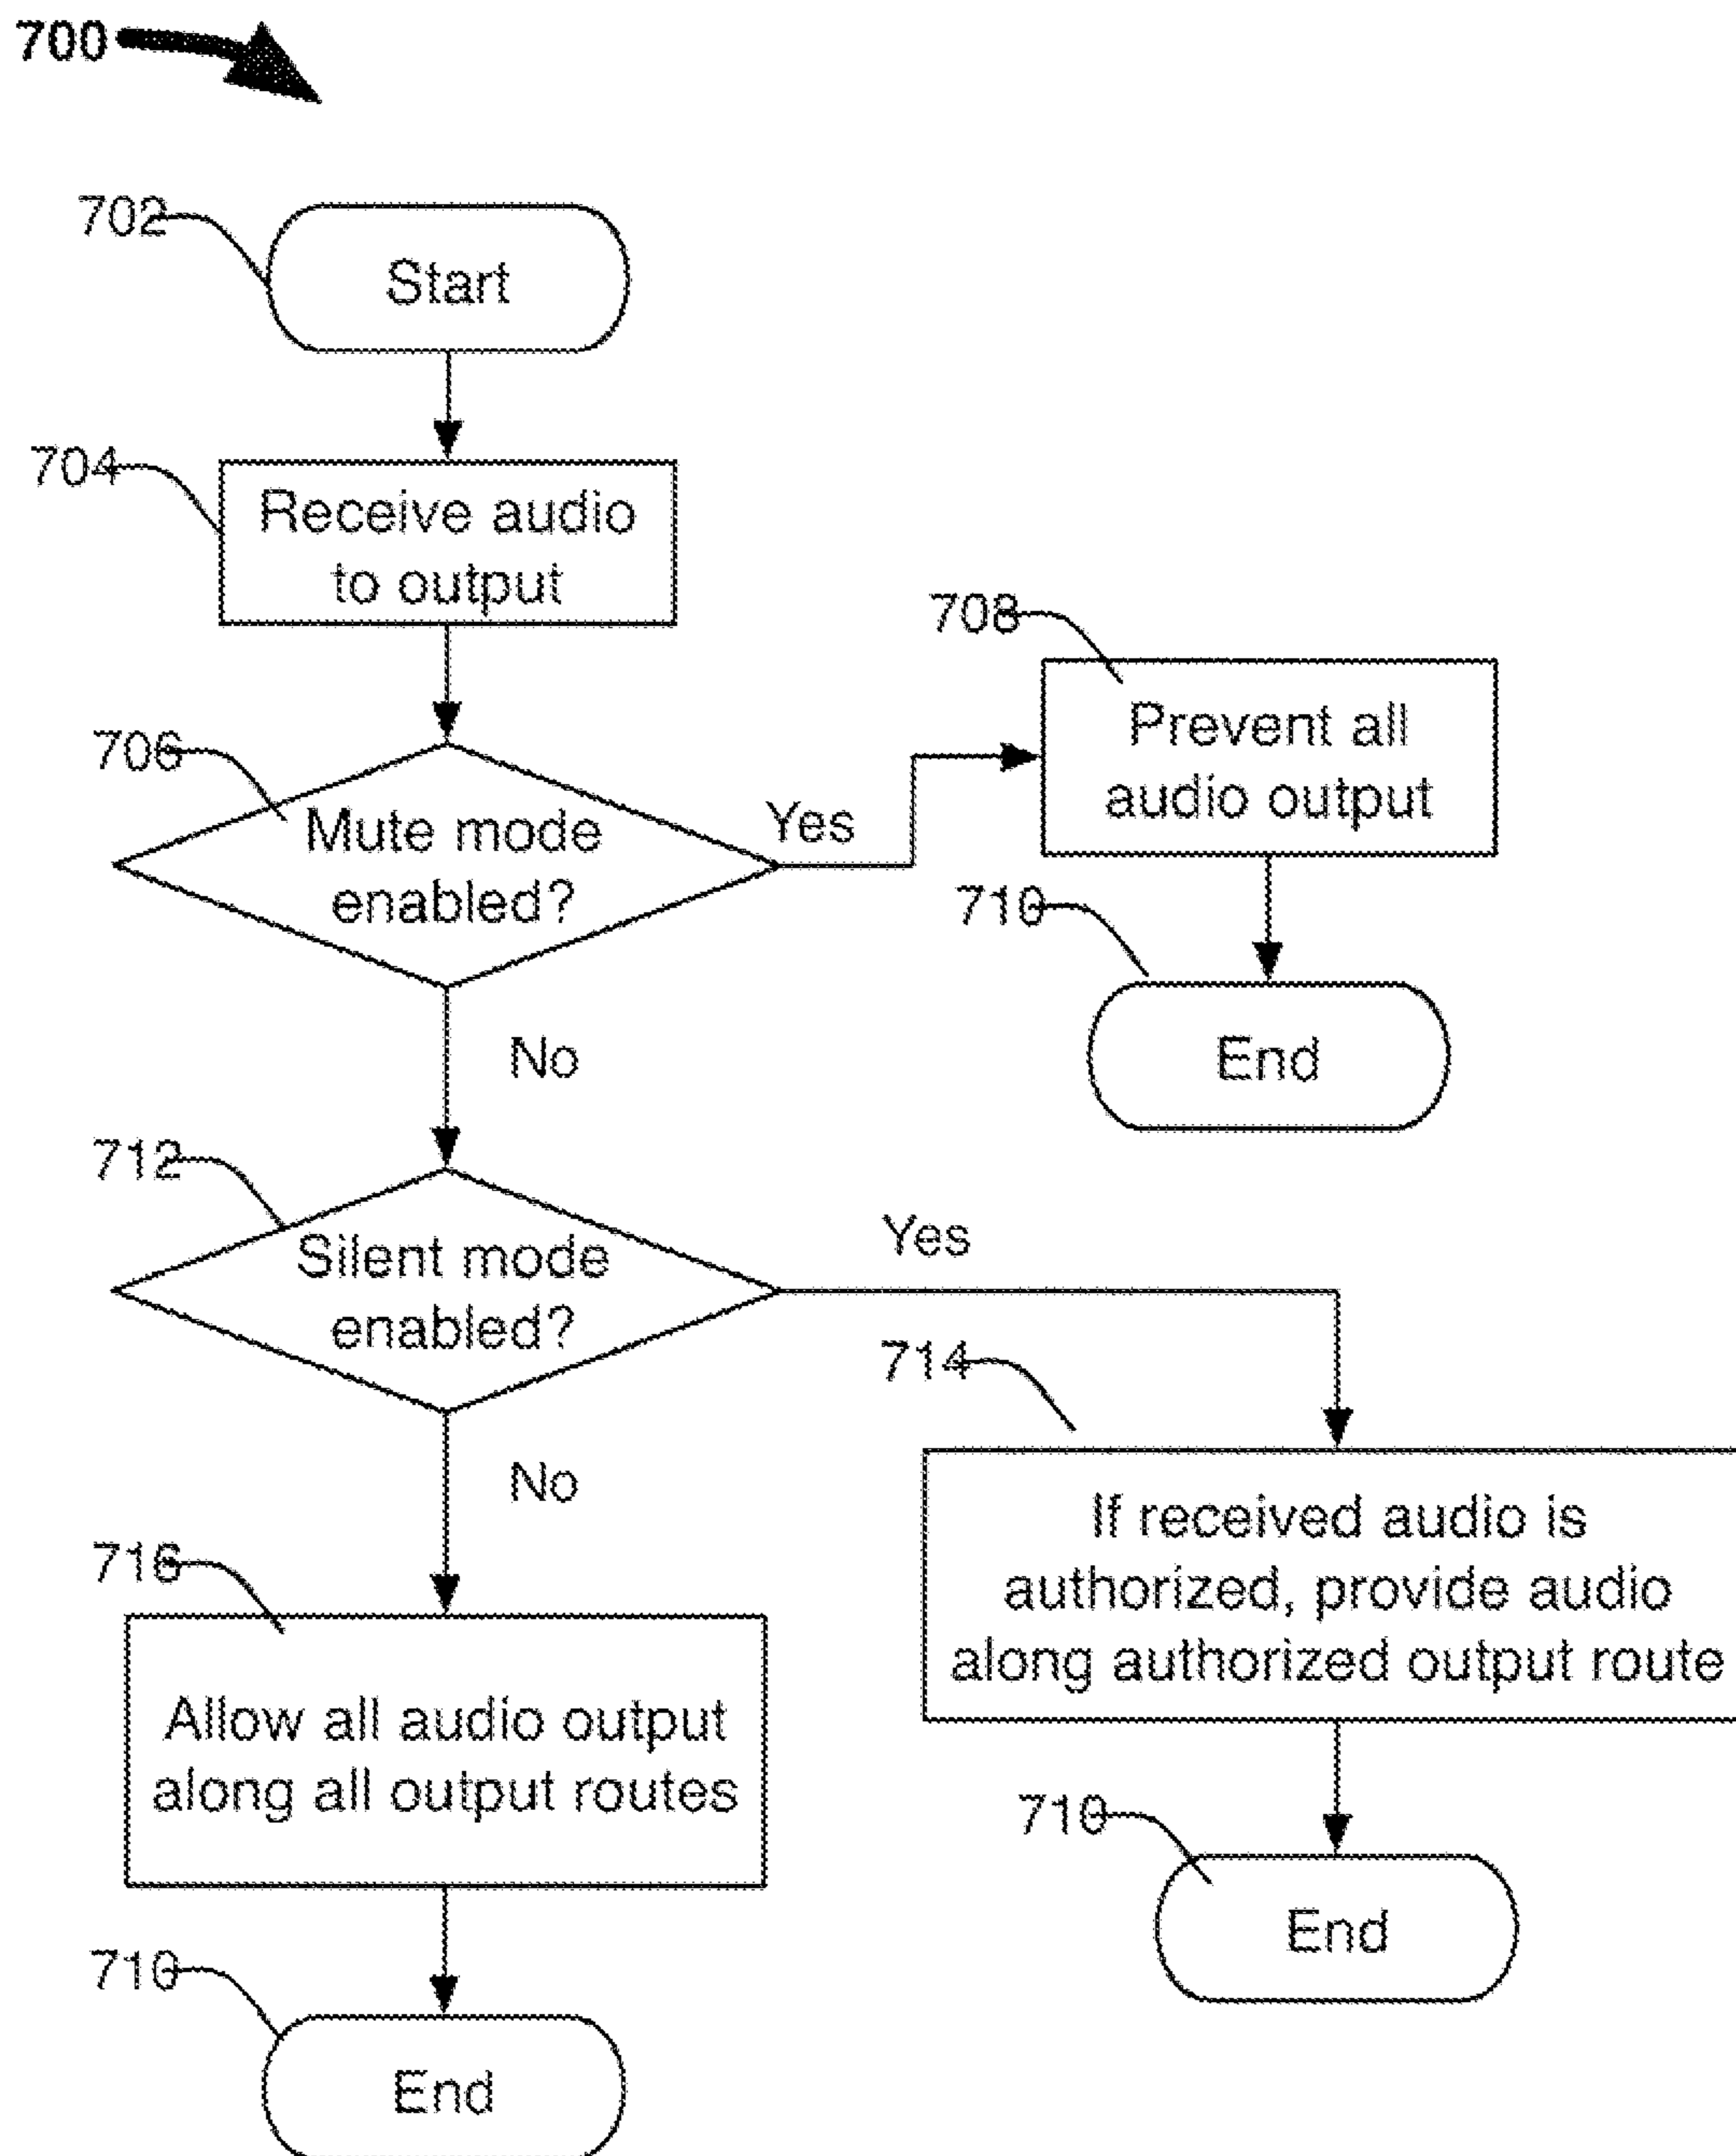 700
702
Start
704
Receive audio
to output
706
Mute mode
enabled?
Yes
708
Prevent all
audio output
710
End
No
712
Silent mode
enabled?
Yes
714
If received audio is
authorized, provide audio
along authorized output route
710
End
No
716
Allow all audio output
along all output routes
710
End